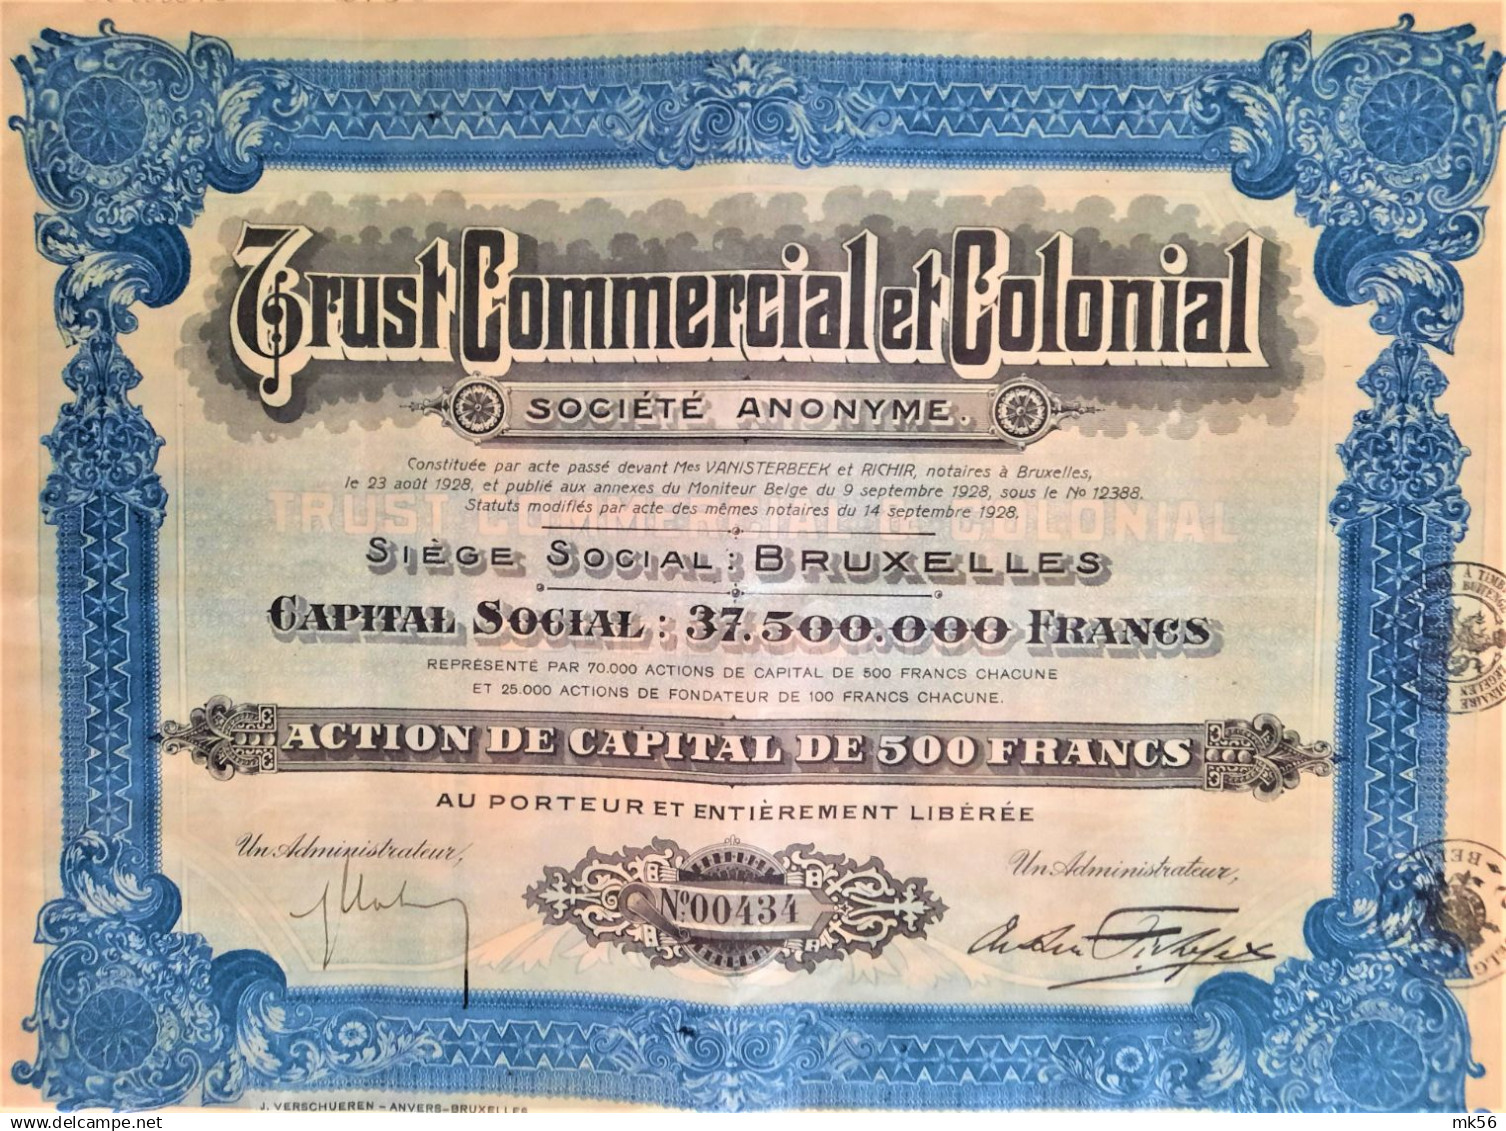 Trust Commercial et Colonial
SOCIÉTÉ ANONYME.
Constituée par acte passé devant Mes VANISTERBEEK et RICHIR, notaires à Bruxelles,
le 23 août 1928, et publié aux annexes du Moniteur Belge du 9 septembre 1928, sous le No 12388.
Statuts modifiés par acte des mêmes notaires du 14 septembre 1928.
TRUST COMMERCIAL & COLONIAL
SIÈGE SOCIAL : BRUXELLES
CAPITAL SOCIAL : 37.500.000 FRANCS
REPRÉSENTÉ PAR 70.000 ACTIONS DE CAPITAL DE 500 FRANCS CHACUNE
ET 25.000 ACTIONS DE FONDATEUR DE 100 FRANCS CHACUNE.
ACTION DE CAPITAL DE 500 FRANCS
AU PORTEUR ET ENTIÈREMENT LIBÉRÉE
Un Administrateur,
Un Administrateur,
No. 00434
J. VERSCHUEREN - ANVERS-BRUXELLES
mk56